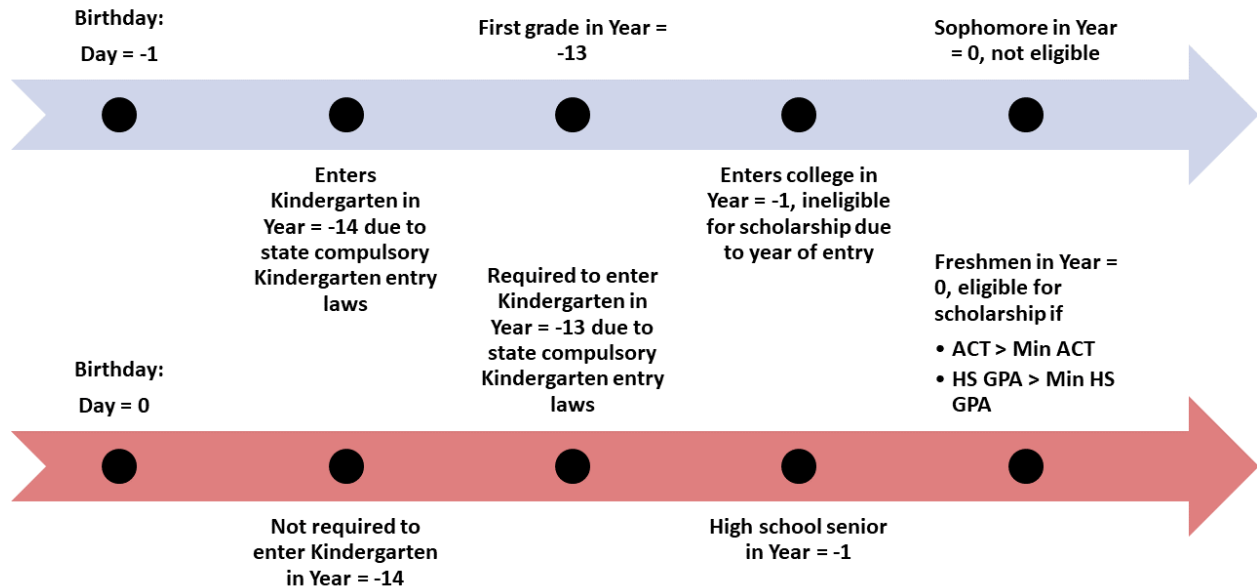 Birthday:
Day = -1
First grade in Year =
-13
Sophomore in Year
= 0, not eligible
Enters
Kindergarten in
Year = -14 due to
state compulsory
Kindergarten entry
laws
Enters college in
Year = -1, ineligible
for scholarship due
to year of entry
Required to enter
Kindergarten in
Year = -13 due to
state compulsory
Kindergarten entry
laws
Freshmen in Year =
0, eligible for
scholarship if
• ACT > Min ACT
• HS GPA > Min HS
GPA
Birthday:
Day = 0
Not required to
enter Kindergarten
in Year = -14
High school senior
in Year = -1